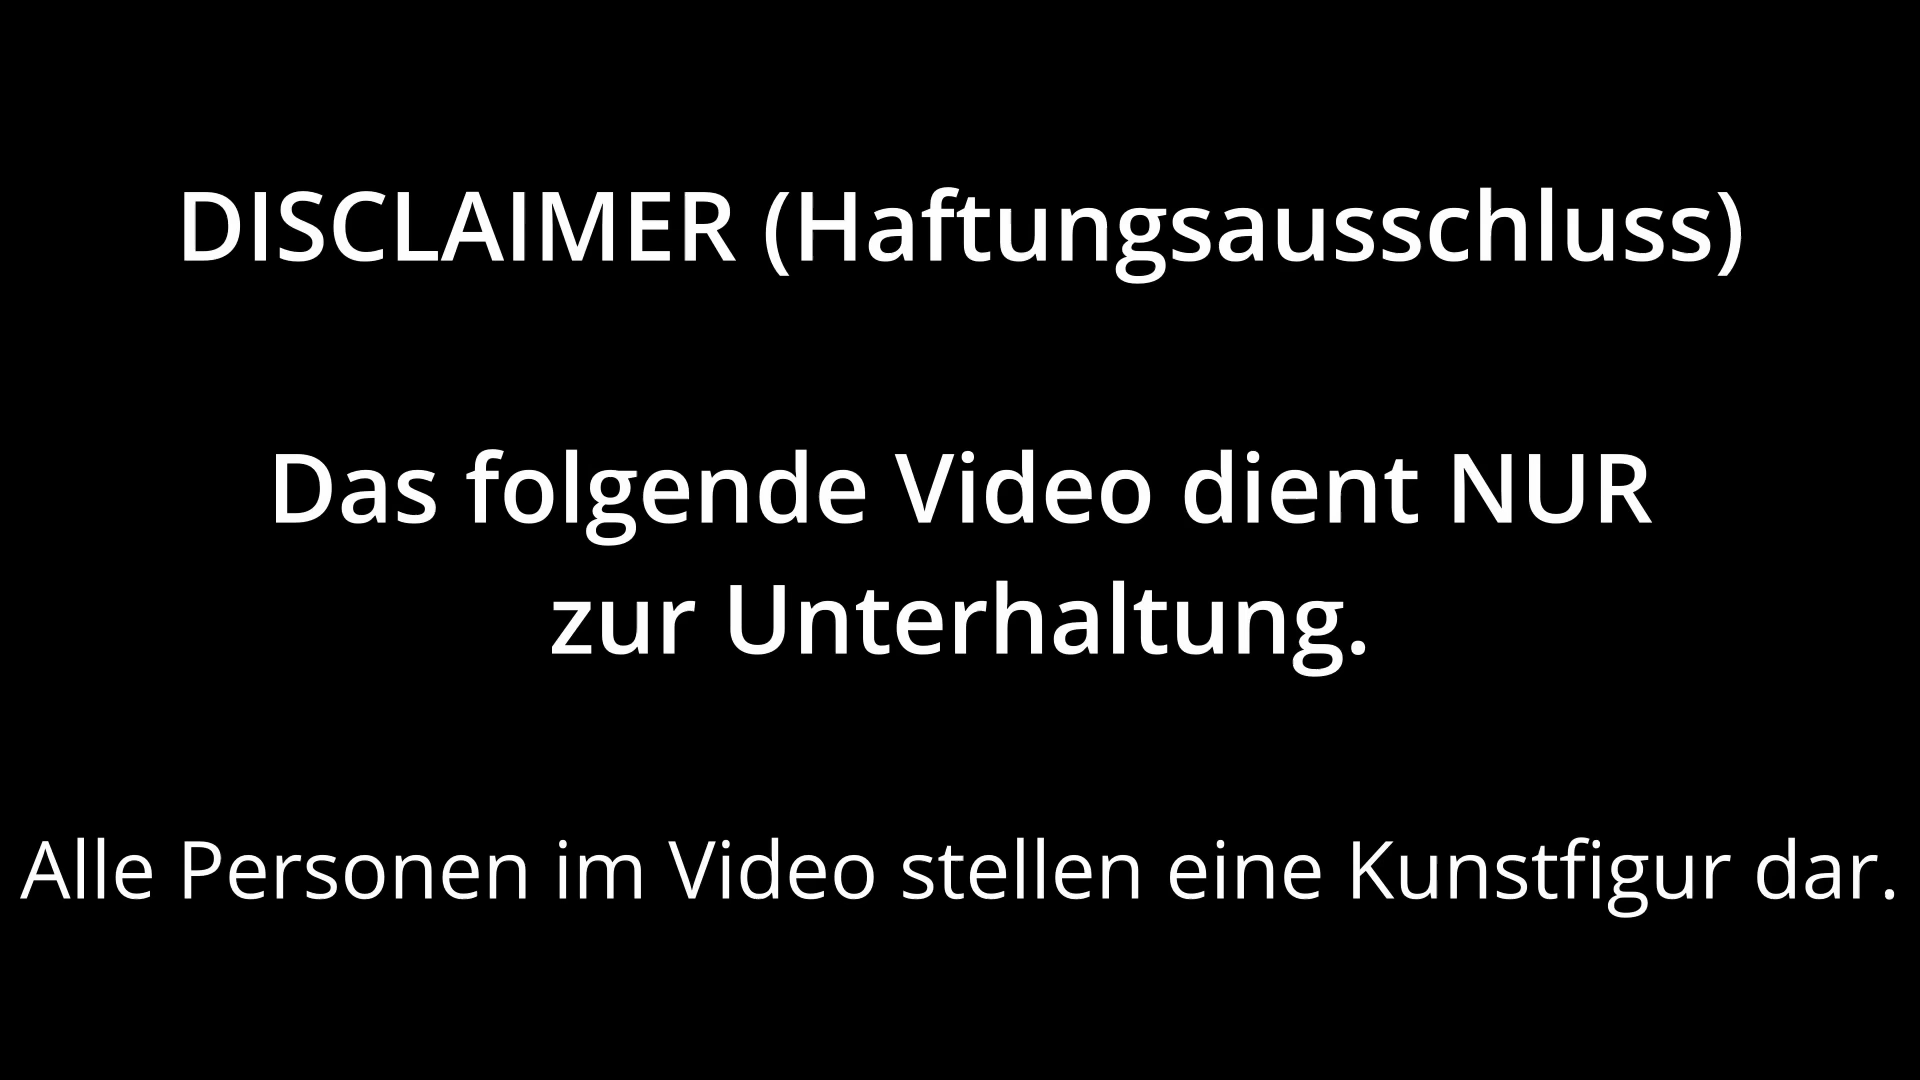 DISCLAIMER (Haftungsausschluss)
Das folgende Video dient NUR
zur Unterhaltung.
Alle Personen im Video stellen eine Kunstfigur dar.